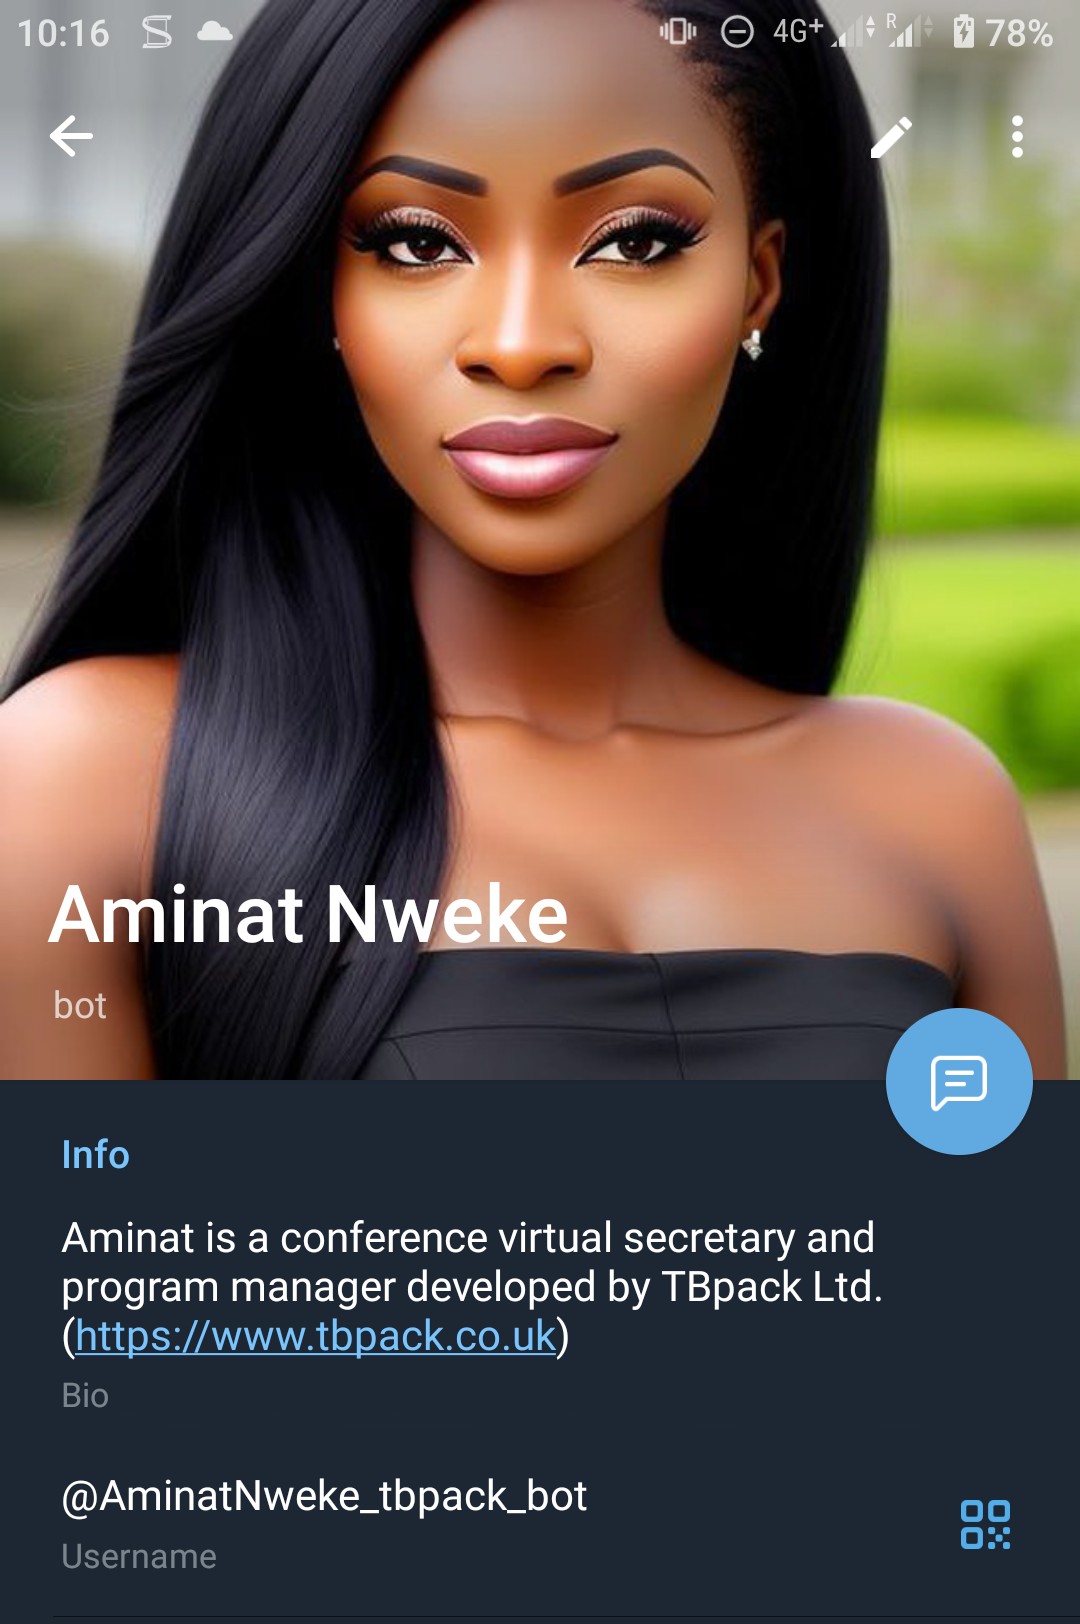 10:16 4G+ R 78%
Aminat Nweke
bot
Info
Aminat is a conference virtual secretary and
program manager developed by TBpack Ltd.
(https://www.tbpack.co.uk)
Bio
@AminatNweke_tbpack_bot
Username